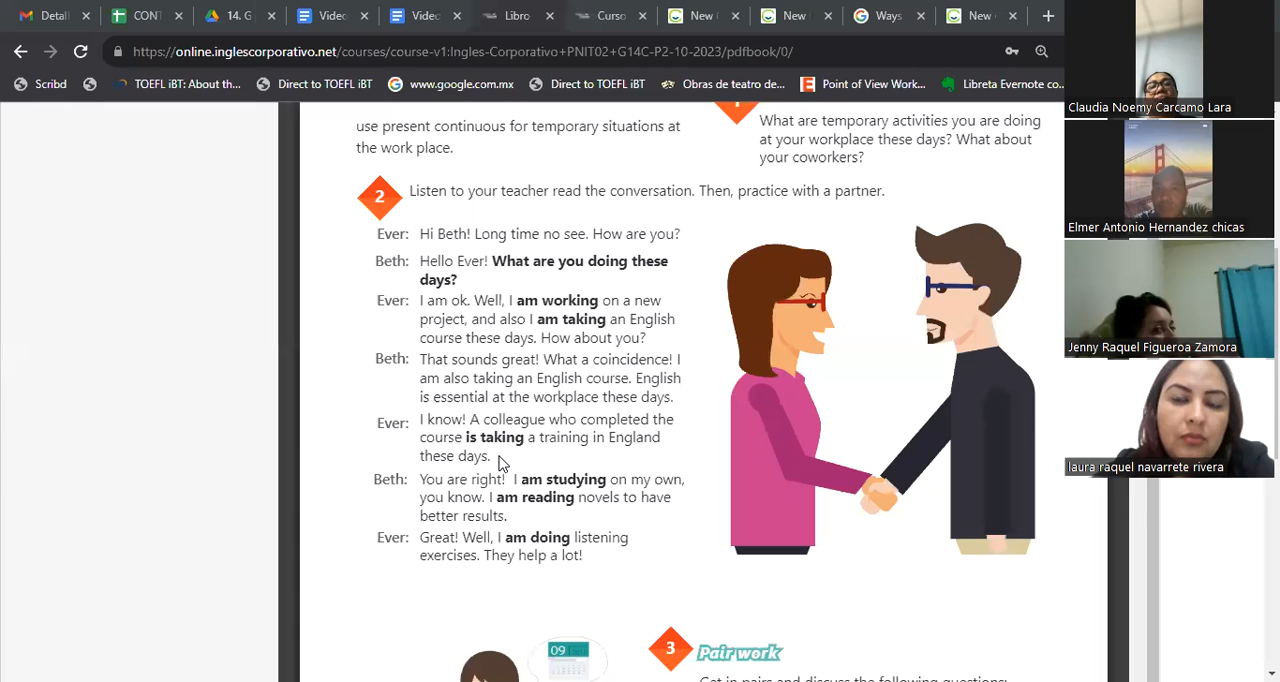 Detall
CONT
14. G
Video
Video
Libro
Curso
New
New
Ways
New
https://online.inglescorporativo.net/courses/course-v1:Ingles-Corporativo+PNIT02+G14C-P2-10-2023/pdfbook/0/
Scribd
TOEFL iBT: About th...
Direct to TOEFL iBT
www.google.com.mx
Direct to TOEFL iBT
Obras de teatro de...
Point of View Work...
Libreta Evernote co...
use present continuous for temporary situations at
the work place.
What are temporary activities you are doing
at your workplace these days? What about
your coworkers?
2 Listen to your teacher read the conversation. Then, practice with a partner.
Ever: Hi Beth! Long time no see. How are you?
Beth: Hello Ever! What are you doing these
days?
Ever: I am ok. Well, I am working on a new
project, and also I am taking an English
course these days. How about you?
Beth: That sounds great! What a coincidence! I
am also taking an English course. English
is essential at the workplace these days.
Ever: I know! A colleague who completed the
course is taking a training in England
these days.
Beth: You are right! I am studying on my own,
you know. I am reading novels to have
better results.
Ever: Great! Well, I am doing listening
exercises. They help a lot!
09
3 Pair work
Get in pairs and discuss the following questions:
Claudia Noemy Carcamo Lara
Elmer Antonio Hernandez chicas
Jenny Raquel Figueroa Zamora
laura raquel navarrete rivera